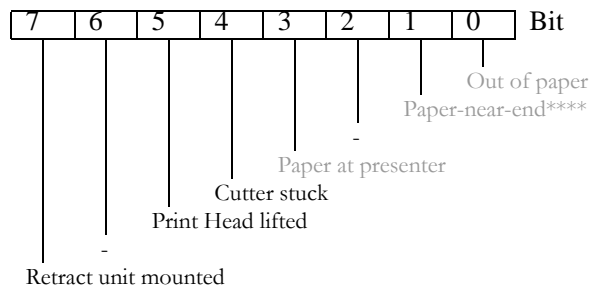 7 6 5 4 3 2 1 0 Bit
Out of paper
Paper-near-end****
-
Paper at presenter
Cutter stuck
Print Head lifted
-
Retract unit mounted